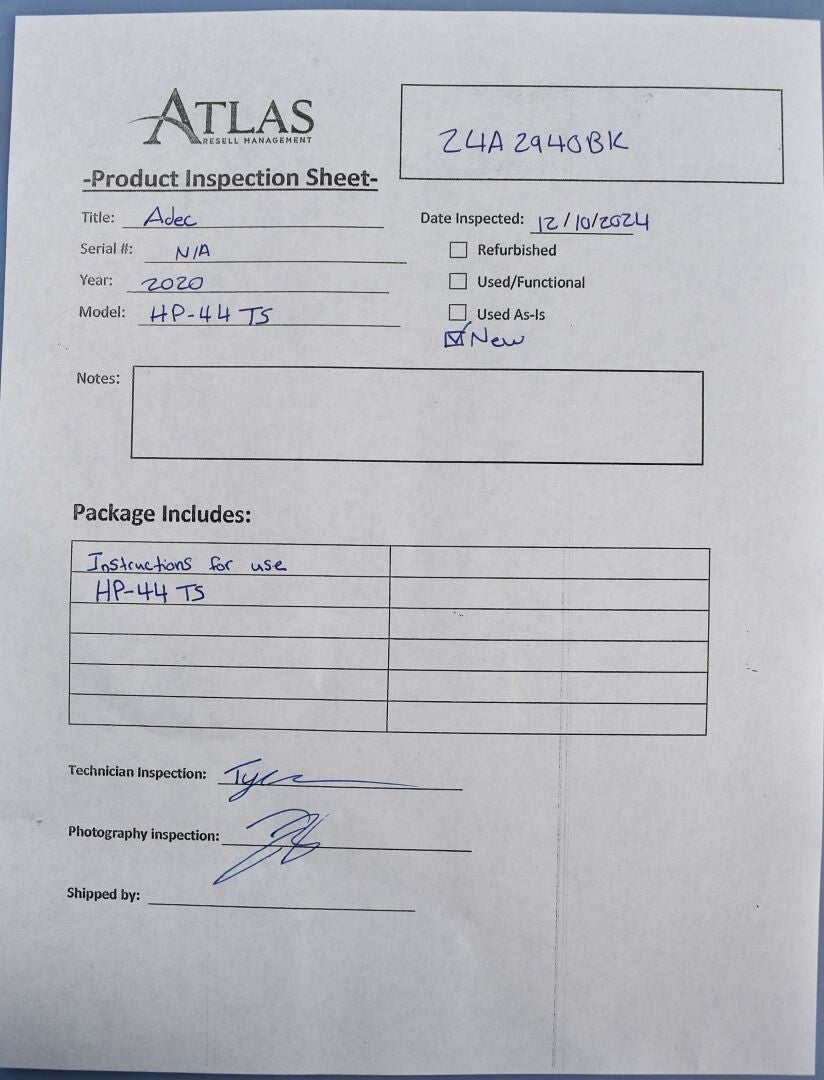 ATLAS
RESELL MANAGEMENT
24A2940BK
-Product Inspection Sheet-
Title: Adec
Date Inspected: 12/10/2024
Serial #: N/A
Refurbished
Year: 2020
Used/Functional
Model: HP-44 TS
Used As-Is
New
Notes:
Package Includes:
Instructions for use
HP-44 TS
Technician Inspection:
Photography inspection:
Shipped by: